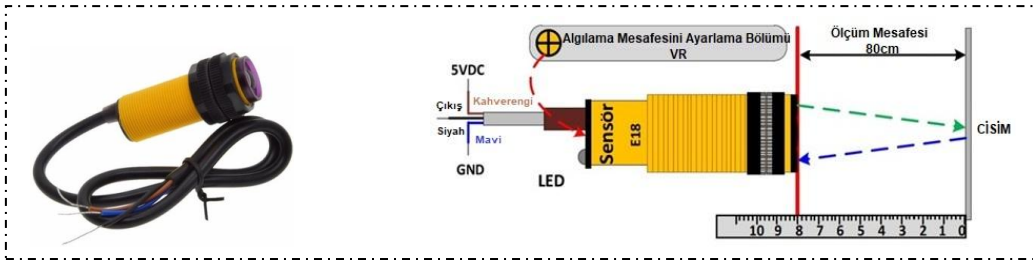 Algılama Mesafesini Ayarlama Bölümü
VR
Ölçüm Mesafesi
80cm
5VDC
Kahverengi
Çıkış
Siyah
Mavi
GND
LED
Sensör
E18
CİSİM
10 9 8 7 6 5 4 3 2 1 0